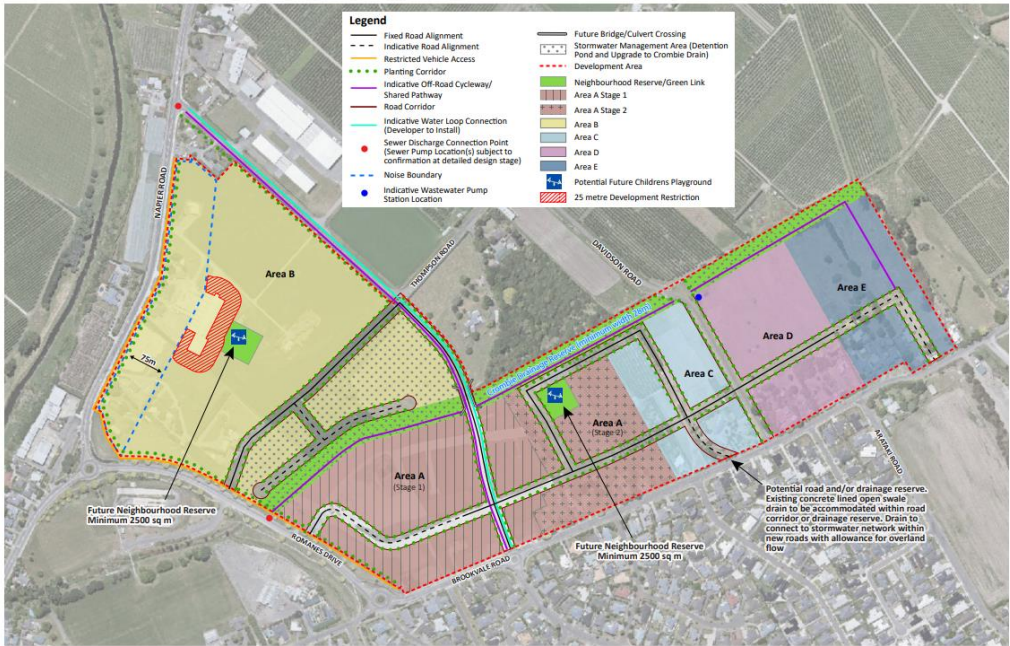 Legend
Fixed Road Alignment
Indicative Road Alignment
Restricted Vehicle Access
Planting Corridor
Indicative Off-Road Cycleway/
Shared Pathway
Road Corridor
Indicative Water Loop Connection
(Developer to Install)
Sewer Discharge Connection Point
(Sewer Pump Location(s) subject to
confirmation at detailed design stage)
Noise Boundary
Indicative Wastewater Pump
Station Location
Future Bridge/Culvert Crossing
Stormwater Management Area (Detention
Pond and Upgrade to Crombie Drain)
Development Area
Neighbourhood Reserve/Green Link
Area A Stage 1
Area A Stage 2
Area B
Area C
Area D
Area E
Potential Future Childrens Playground
25 metre Development Restriction
NAPIER ROAD
THOMPSON ROAD
DAVIDSON ROAD
Area B
Area E
Area D
Crombie Drainage Reserve (minimum width 28m)
Area C
75m
Area A
(Stage 2)
Area A
(Stage 1)
ARATAKI ROAD
Future Neighbourhood Reserve
Minimum 2500 sq m
Potential road and/or drainage reserve.
Existing concrete lined open swale
drain to be accommodated within road
corridor or drainage reserve. Drain to
connect to stormwater network within
new roads with allowance for overland
flow
ROMANES DRIVE
BROOKVALE ROAD
Future Neighbourhood Reserve
Minimum 2500 sq m